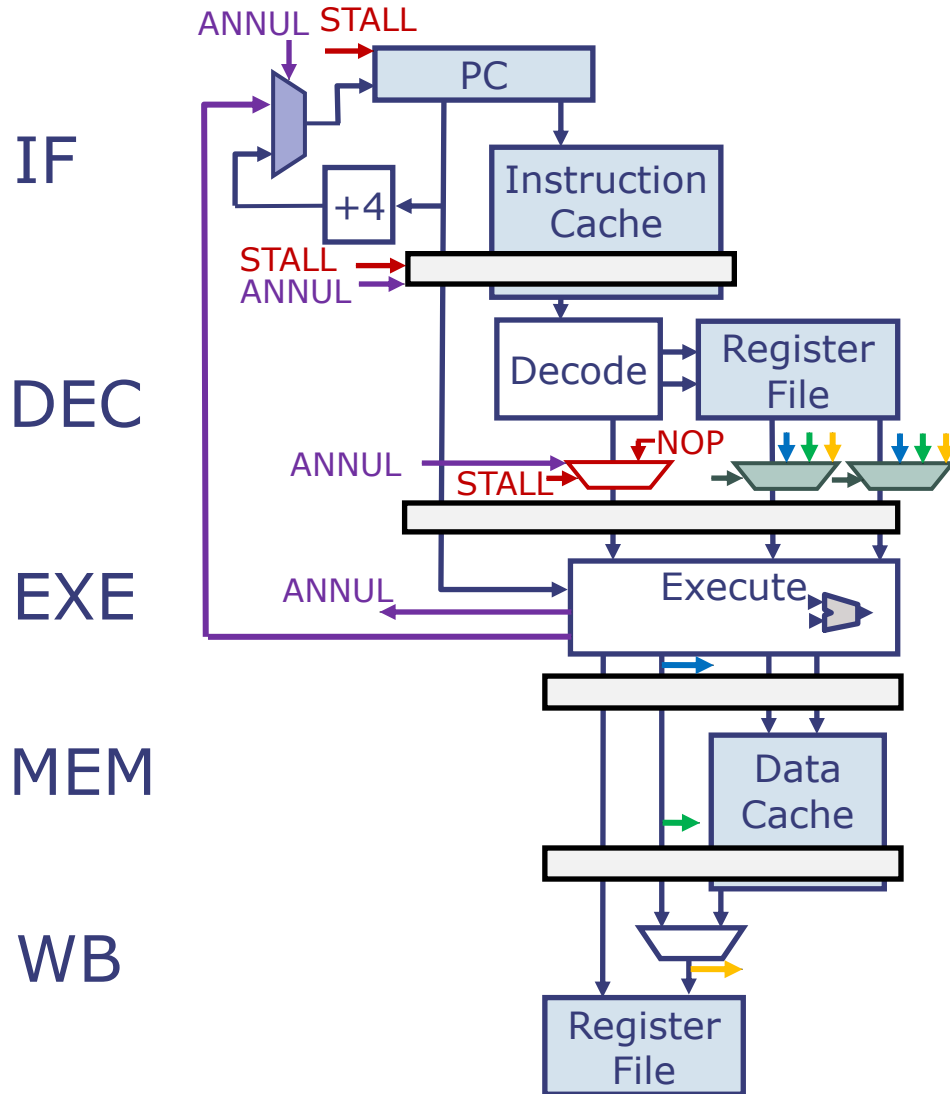 ANNUL
STALL
PC
IF
Instruction
Cache
+4
STALL
ANNUL
Decode
Register
File
DEC
NOP
ANNUL
STALL
EXE
ANNUL
Execute
MEM
Data
Cache
WB
Register
File